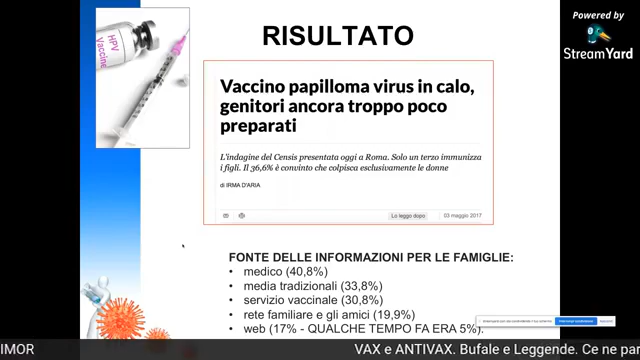 HPV
Vaccine
RISULTATO
Powered by
StreamYard
Vaccino papilloma virus in calo,
genitori ancora troppo poco
preparati
L'indagine del Censis presentata oggi a Roma. Solo un terzo immunizza
i figli. Il 36,6% è convinto che colpisca esclusivamente le donne
di IRMA D'ARIA
Lo leggo dopo
03 maggio 2017
FONTE DELLE INFORMAZIONI PER LE FAMIGLIE:
• medico (40,8%)
• media tradizionali (33,8%)
• servizio vaccinale (30,8%)
• rete familiare e gli amici (19,9%)
• web (17% - QUALCHE TEMPO FA ERA 5%).
IMOR
VAX e ANTIVAX. Bufale e Leggende. Ce ne par